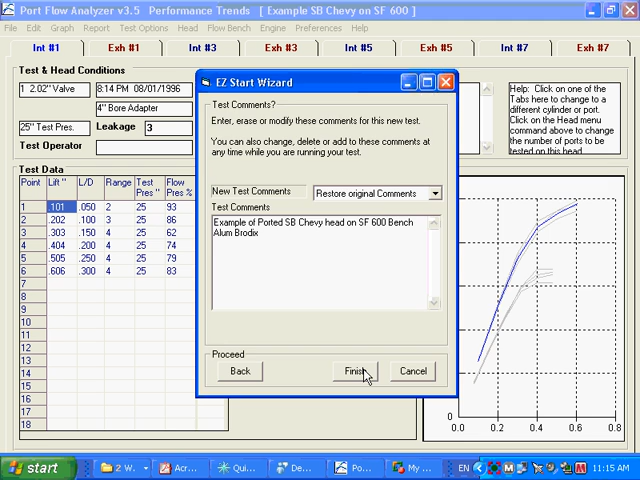 Port Flow Analyzer v3.5 Performance Trends [ Example SB Chevy on SF 600 ]
File Edit Graph Report Test Options Head Flow Bench Engine Preferences Help
Int #1 Exh #1 Int #3 Exh #3 Int #5 Exh #5 Int #7 Exh #7
Test & Head Conditions
1 2.02" Valve 8:14 PM 08/01/1996
4" Bore Adapter
25" Test Pres. Leakage 3
Test Operator
Help: Click on one of the
Tabs here to change to a
different cylinder or port.
Click on the Head menu
command above to change
the number of ports to be
tested on this head.
EZ Start Wizard
Test Comments?
Enter, erase or modify these comments for this new test.
You can also change, delete or add to these comments at
any time while you are running your test.
New Test Comments Restore original Comments
Test Comments
Example of Ported SB Chevy head on SF 600 Bench
Alum Brodix
Proceed
Back Finish Cancel
Test Data
Point Lift " L/D Range Test Pres " Flow Pres %
1 .101 .050 2 25 93
2 .202 .100 3 25 86
3 .303 .150 4 25 62
4 .404 .200 4 25 74
5 .505 .250 4 25 79
6 .606 .300 4 25 83
7
8
9
10
11
12
13
14
15
16
17
18
0 0.0 0.2 0.4 0.6 0.8
start 2 W.. Acr... Qui... De... Po... My ... EN 11:15 AM